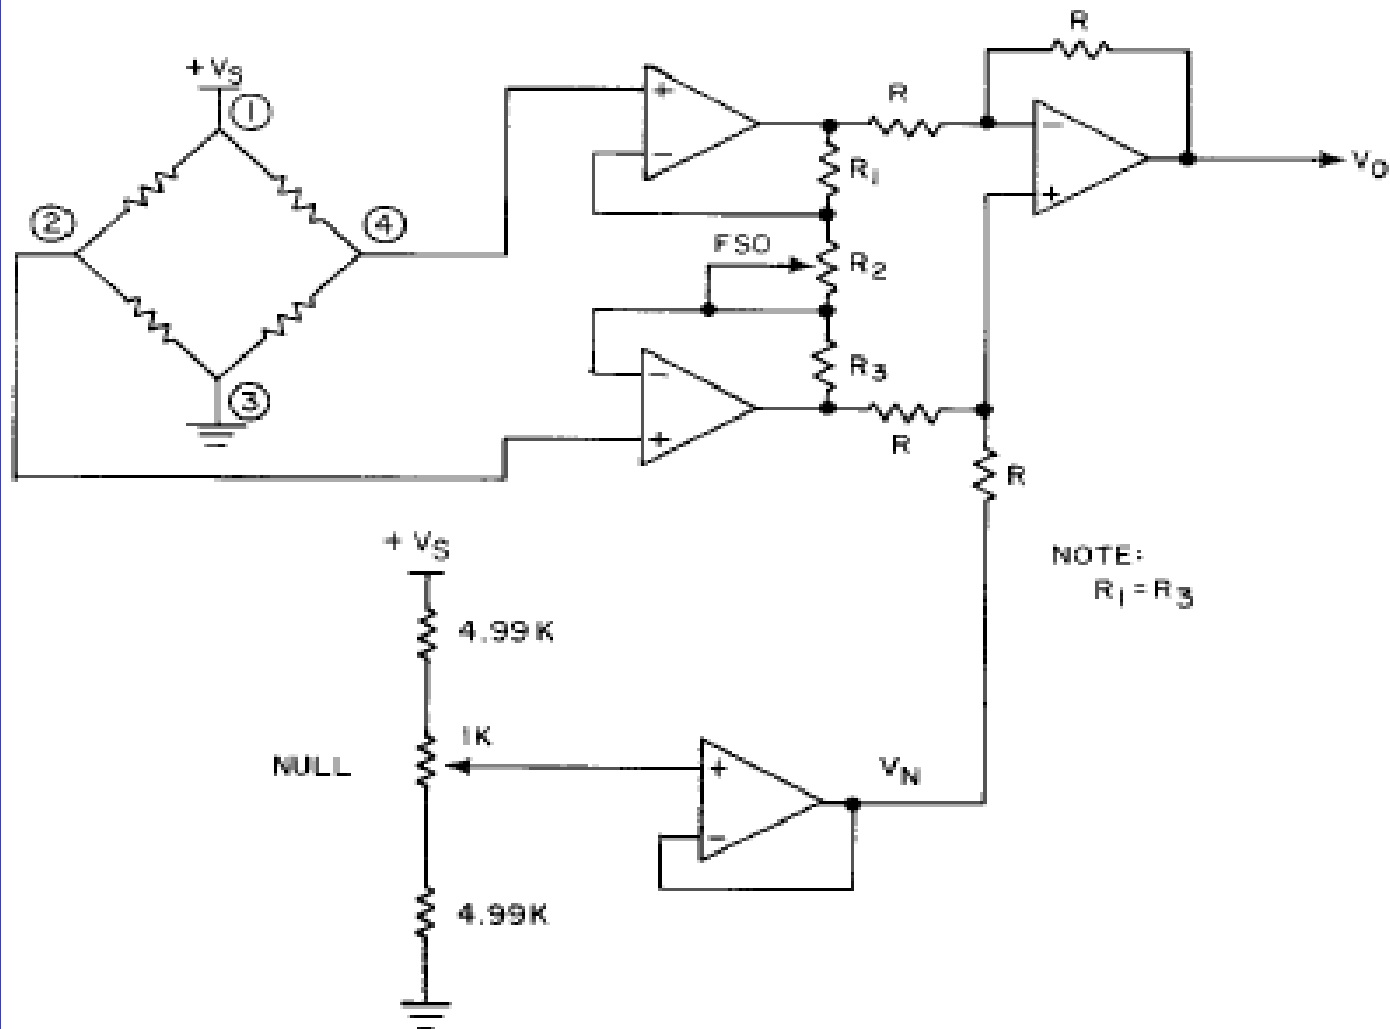 R
+ VS
①
+
R
−
R1
−
+
VO
②
④
FSO
R2
−
R3
+
③
R
R
+ VS
NOTE:
R1 = R3
4.99K
1K
NULL
+
VN
−
4.99K